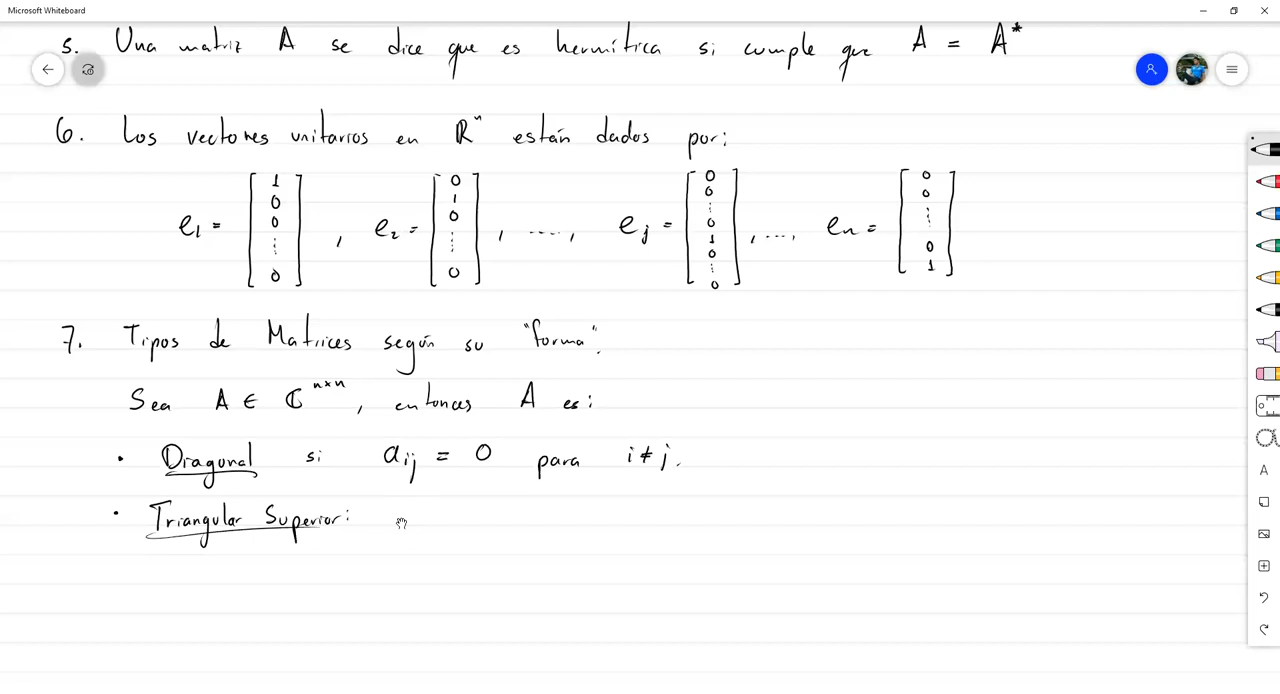 Microsoft Whiteboard
5. Una matriz A se dice que es hermítica si cumple que A = A*
6. Los vectores unitarios en ℝⁿ están dados por:
e₁ = [1 0 0 ⋮ 0], e₂ = [0 1 0 ⋮ 0], ...., eⱼ = [0 0 ⋮ 0 1 0 ⋮ 0], .... eₙ = [0 0 ⋮ 0 1]
7. Tipos de Matrices según su "forma".
Sea A ∈ ℂⁿˣⁿ, entonces A es:
• Diagonal si aᵢⱼ = 0 para i ≠ j.
• Triangular Superior: